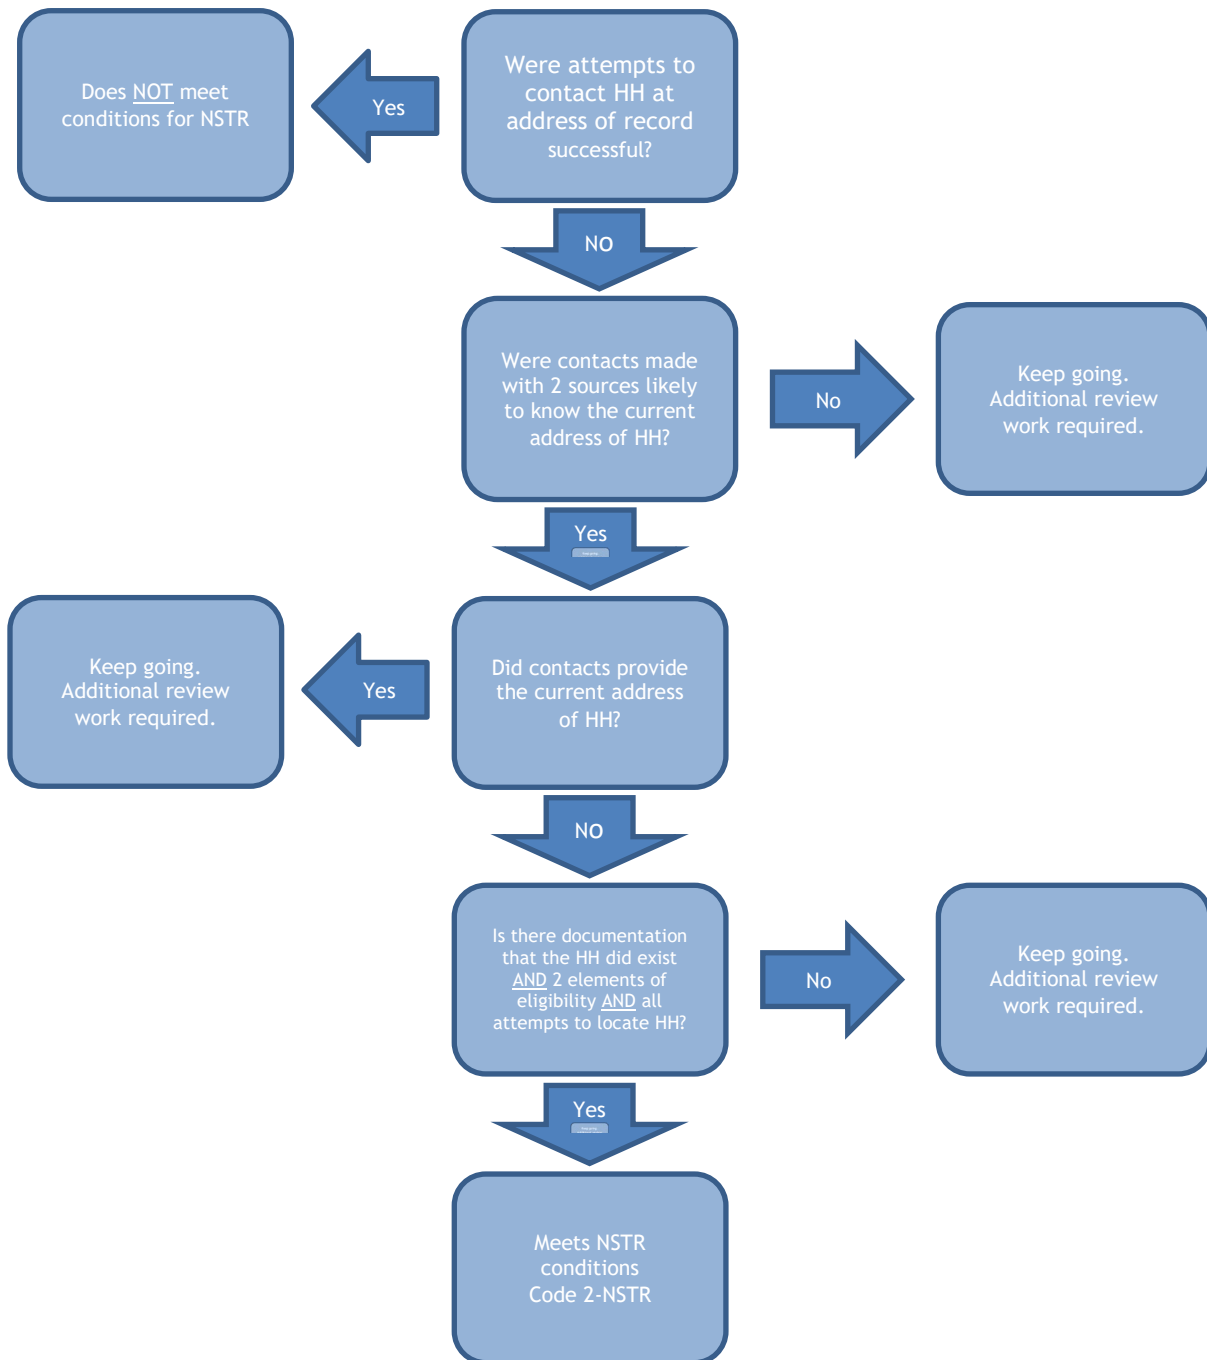 Does NOT meet
conditions for NSTR
Yes
Were attempts to
contact HH at
address of record
successful?
NO
Were contacts made
with 2 sources likely
to know the current
address of HH?
No
Keep going.
Additional review
work required.
Yes
Keep going.
Additional review
work required.
Yes
Did contacts provide
the current address
of HH?
NO
Is there documentation
that the HH did exist
AND 2 elements of
eligibility AND all
attempts to locate HH?
No
Keep going.
Additional review
work required.
Yes
Meets NSTR
conditions
Code 2-NSTR